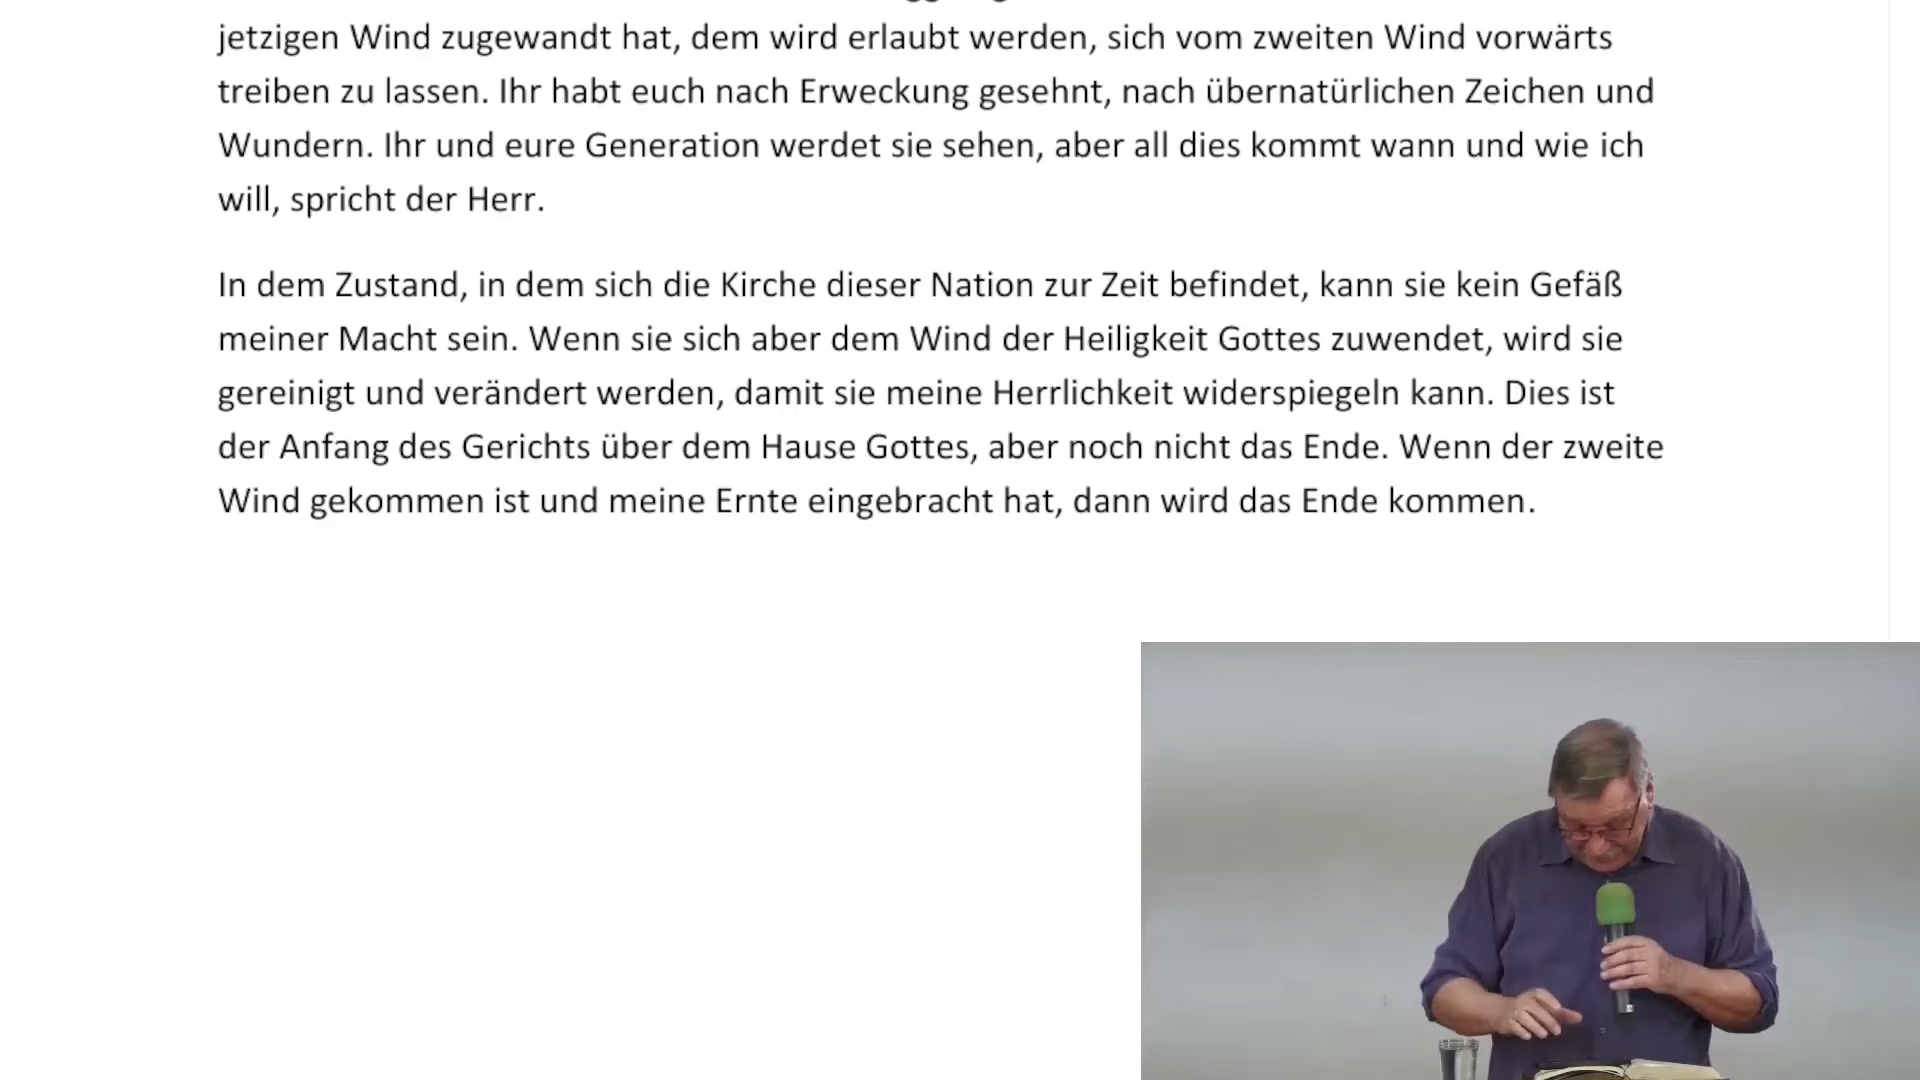 jetzigen Wind zugewandt hat, dem wird erlaubt werden, sich vom zweiten Wind vorwärts
treiben zu lassen. Ihr habt euch nach Erweckung gesehnt, nach übernatürlichen Zeichen und
Wundern. Ihr und eure Generation werdet sie sehen, aber all dies kommt wann und wie ich
will, spricht der Herr.
In dem Zustand, in dem sich die Kirche dieser Nation zur Zeit befindet, kann sie kein Gefäß
meiner Macht sein. Wenn sie sich aber dem Wind der Heiligkeit Gottes zuwendet, wird sie
gereinigt und verändert werden, damit sie meine Herrlichkeit widerspiegeln kann. Dies ist
der Anfang des Gerichts über dem Hause Gottes, aber noch nicht das Ende. Wenn der zweite
Wind gekommen ist und meine Ernte eingebracht hat, dann wird das Ende kommen.